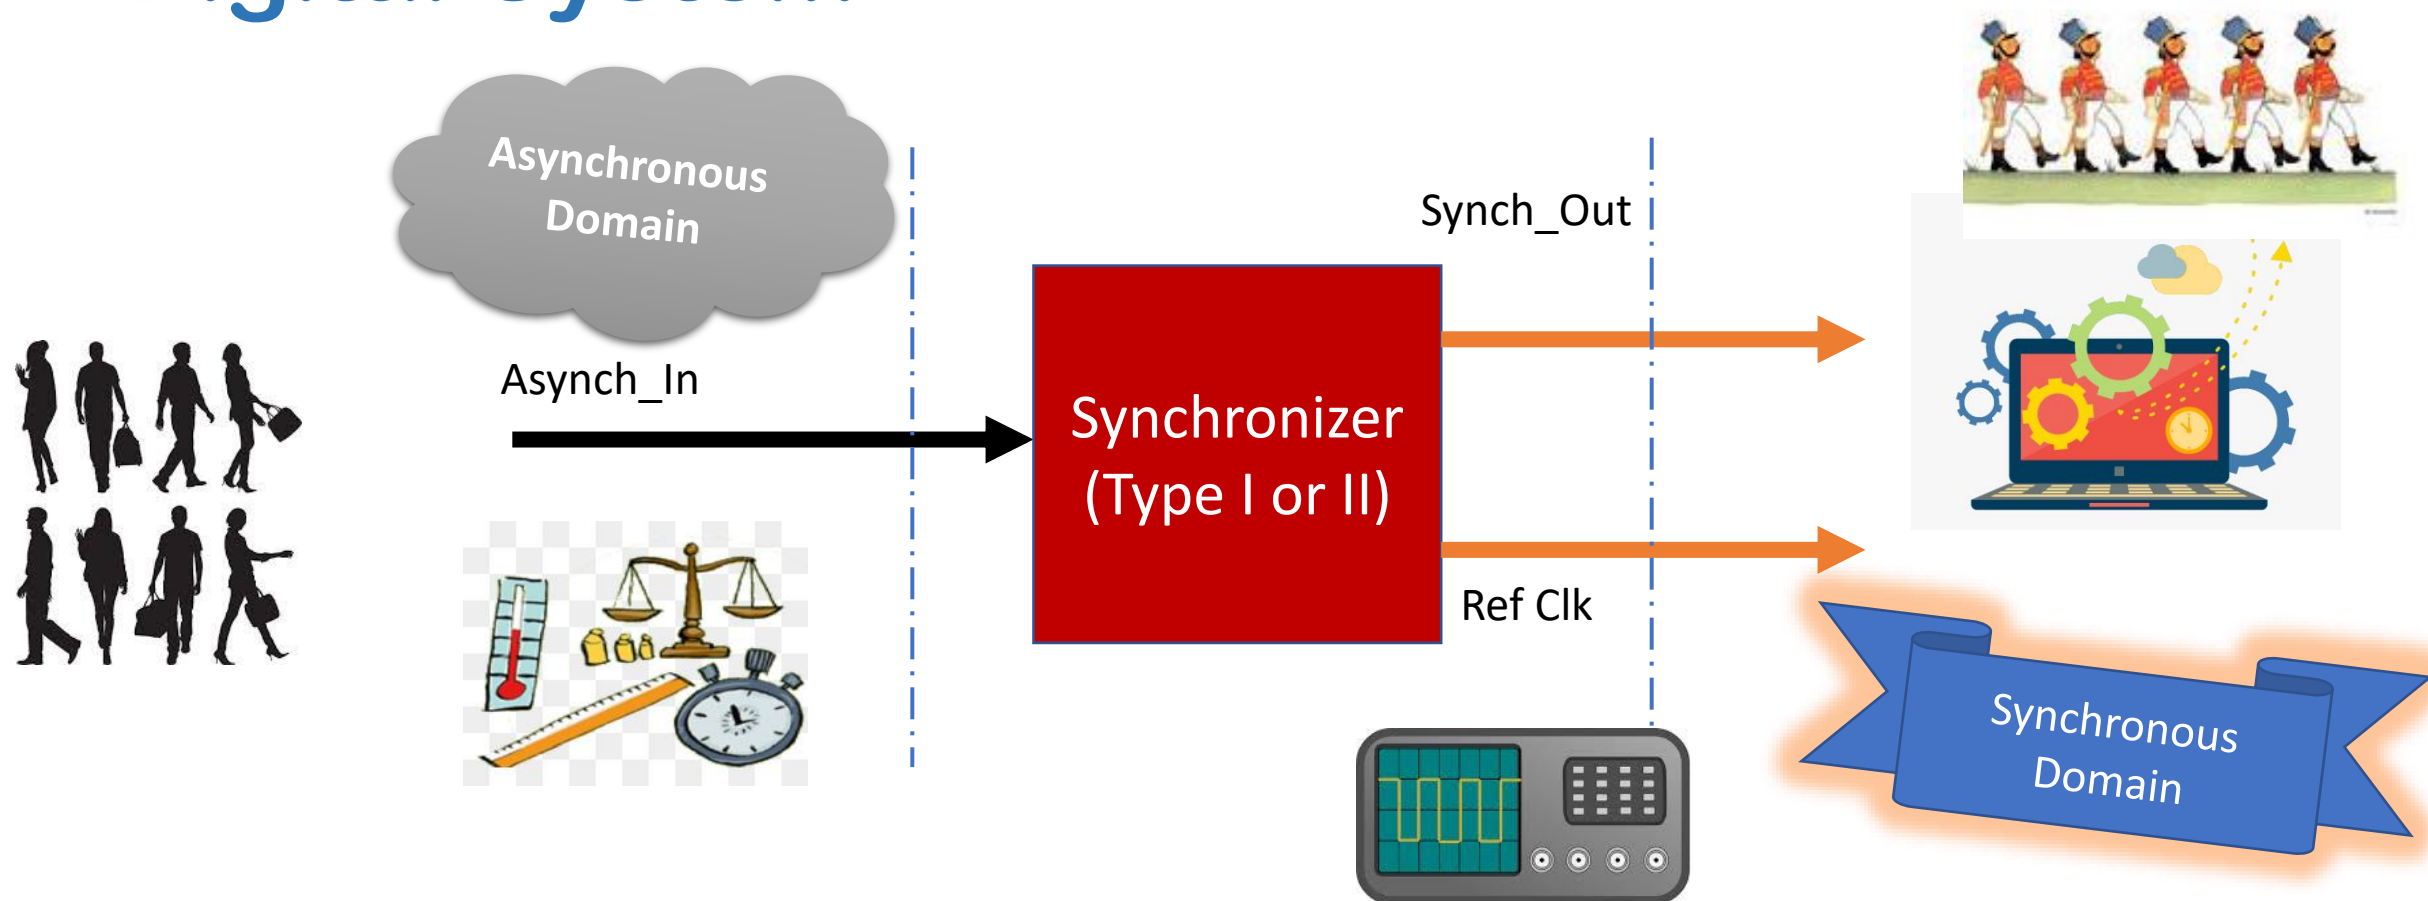 Asynchronous
Domain
Asynch_In
Synchronizer
(Type I or II)
Synch_Out
Ref Clk
Synchronous
Domain